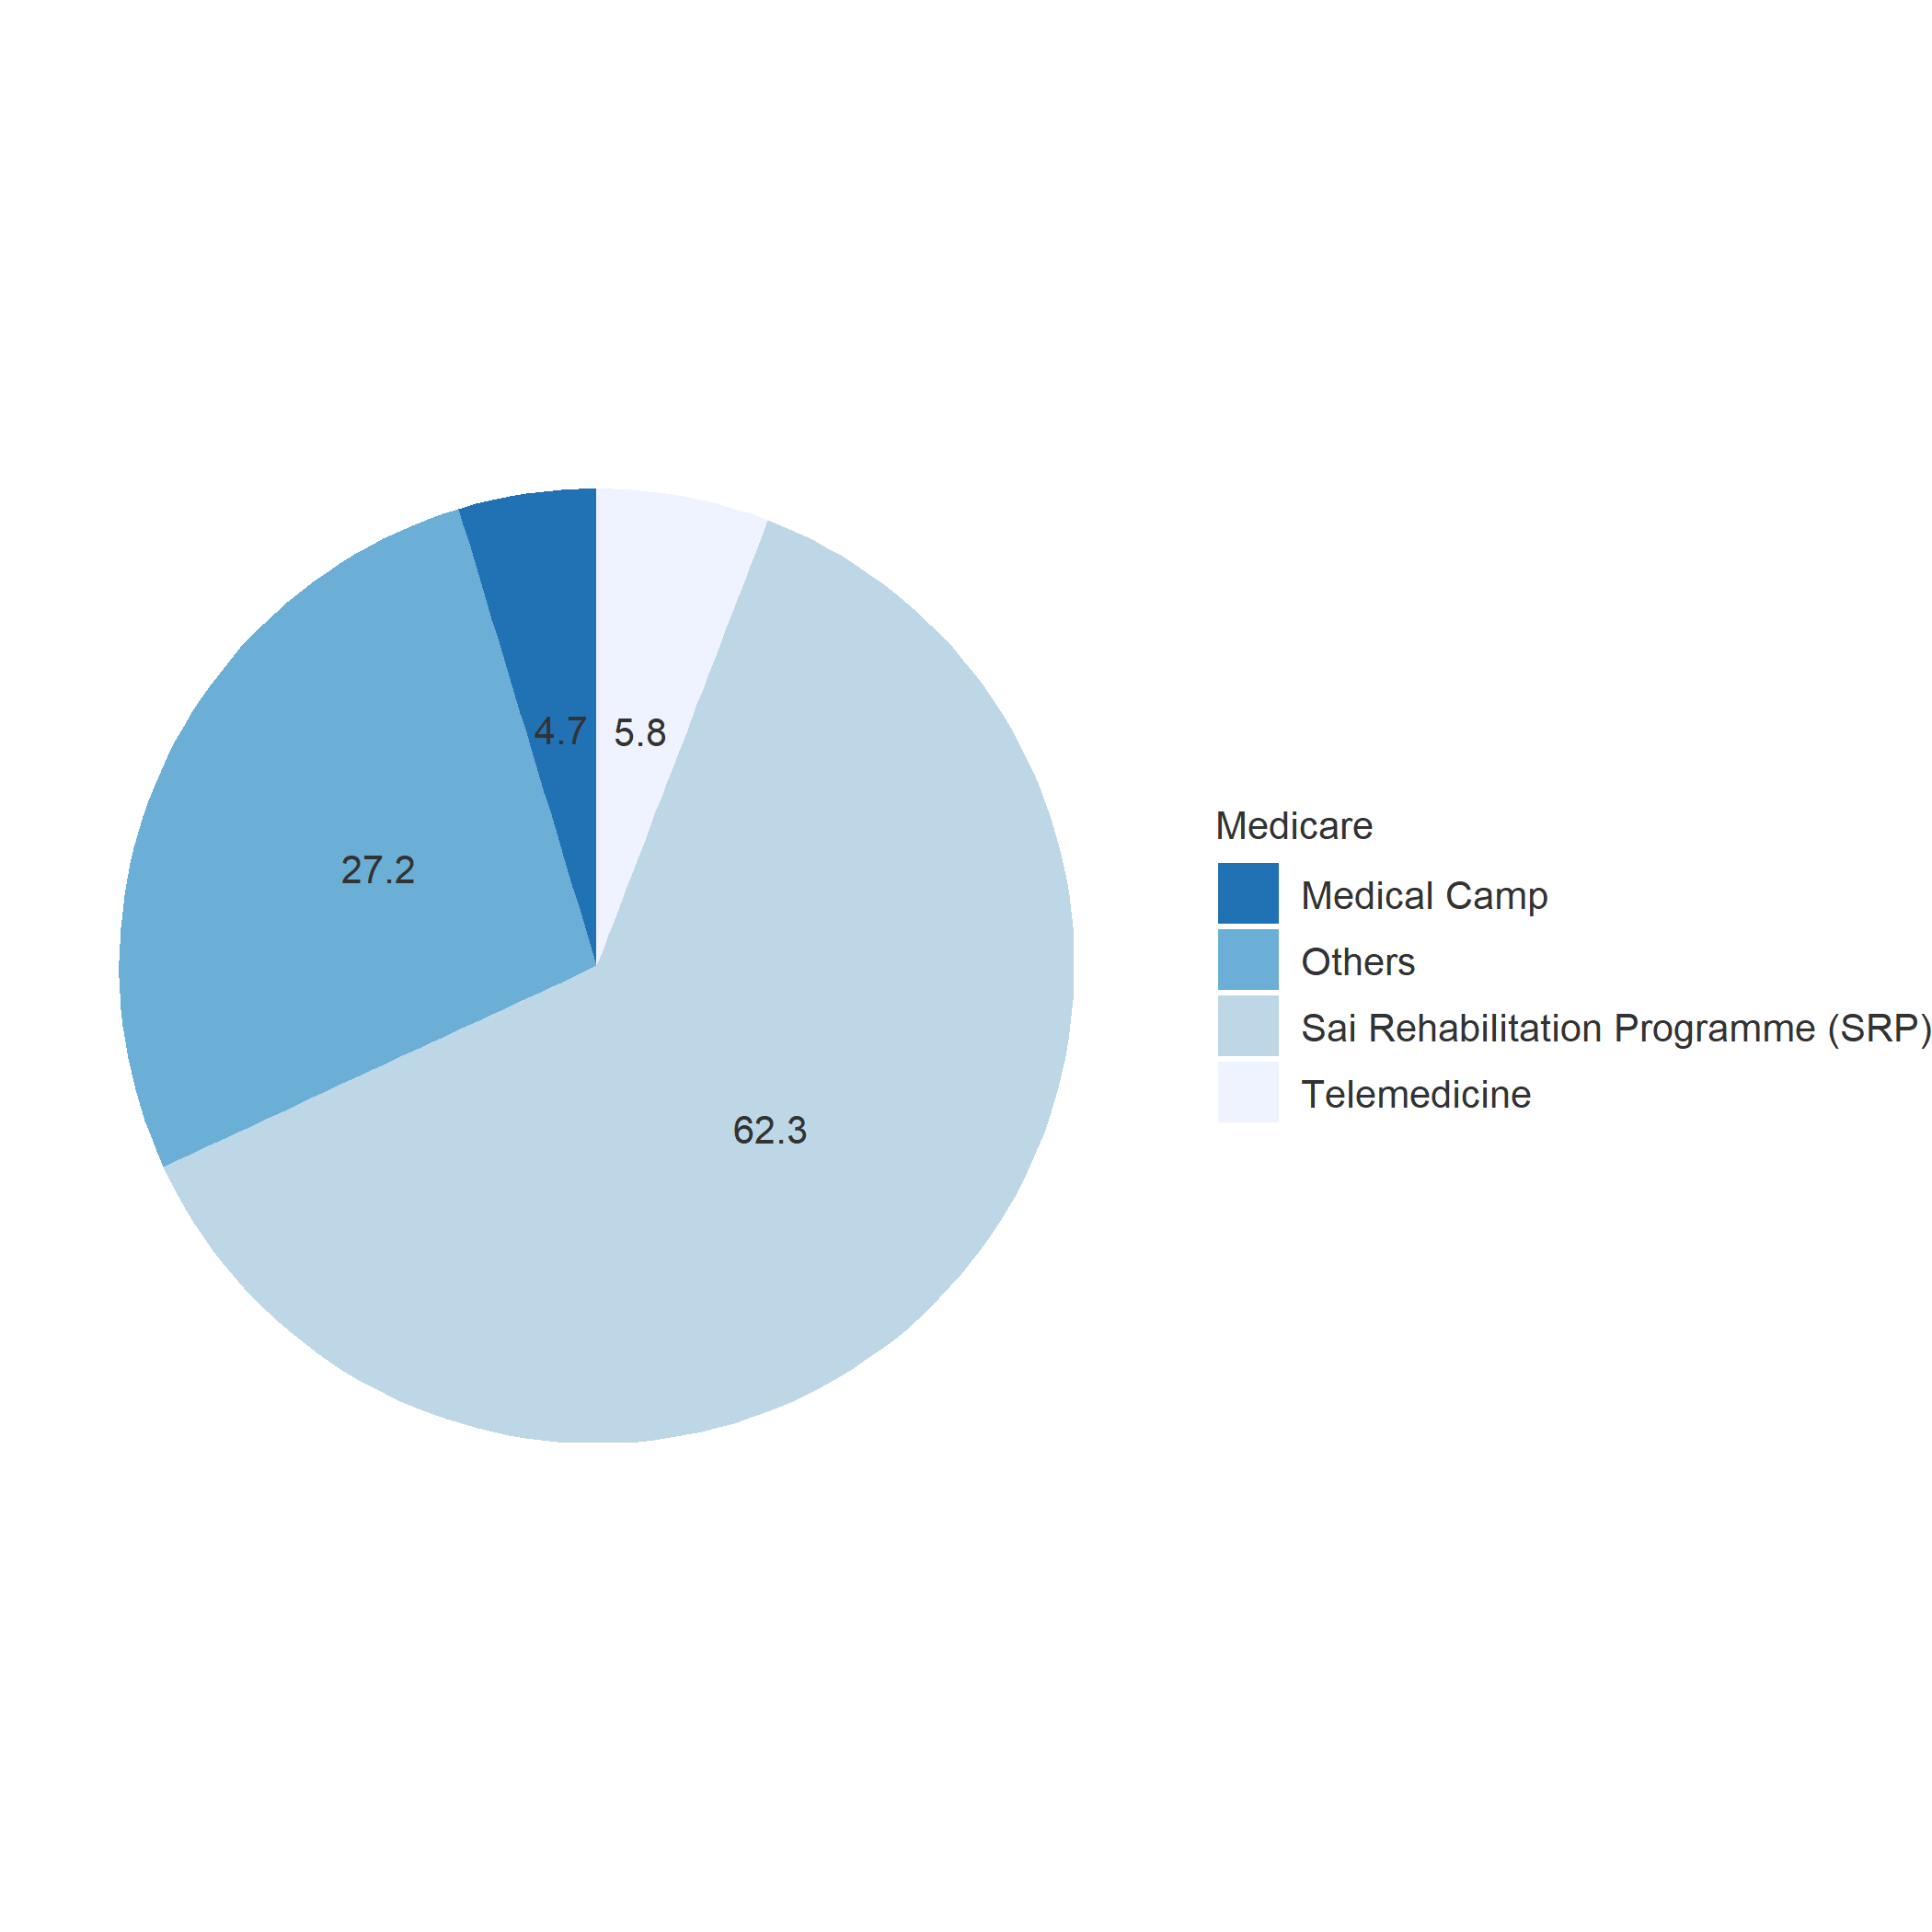 4.7
5.8
27.2
62.3
Medicare
Medical Camp
Others
Sai Rehabilitation Programme (SRP)
Telemedicine